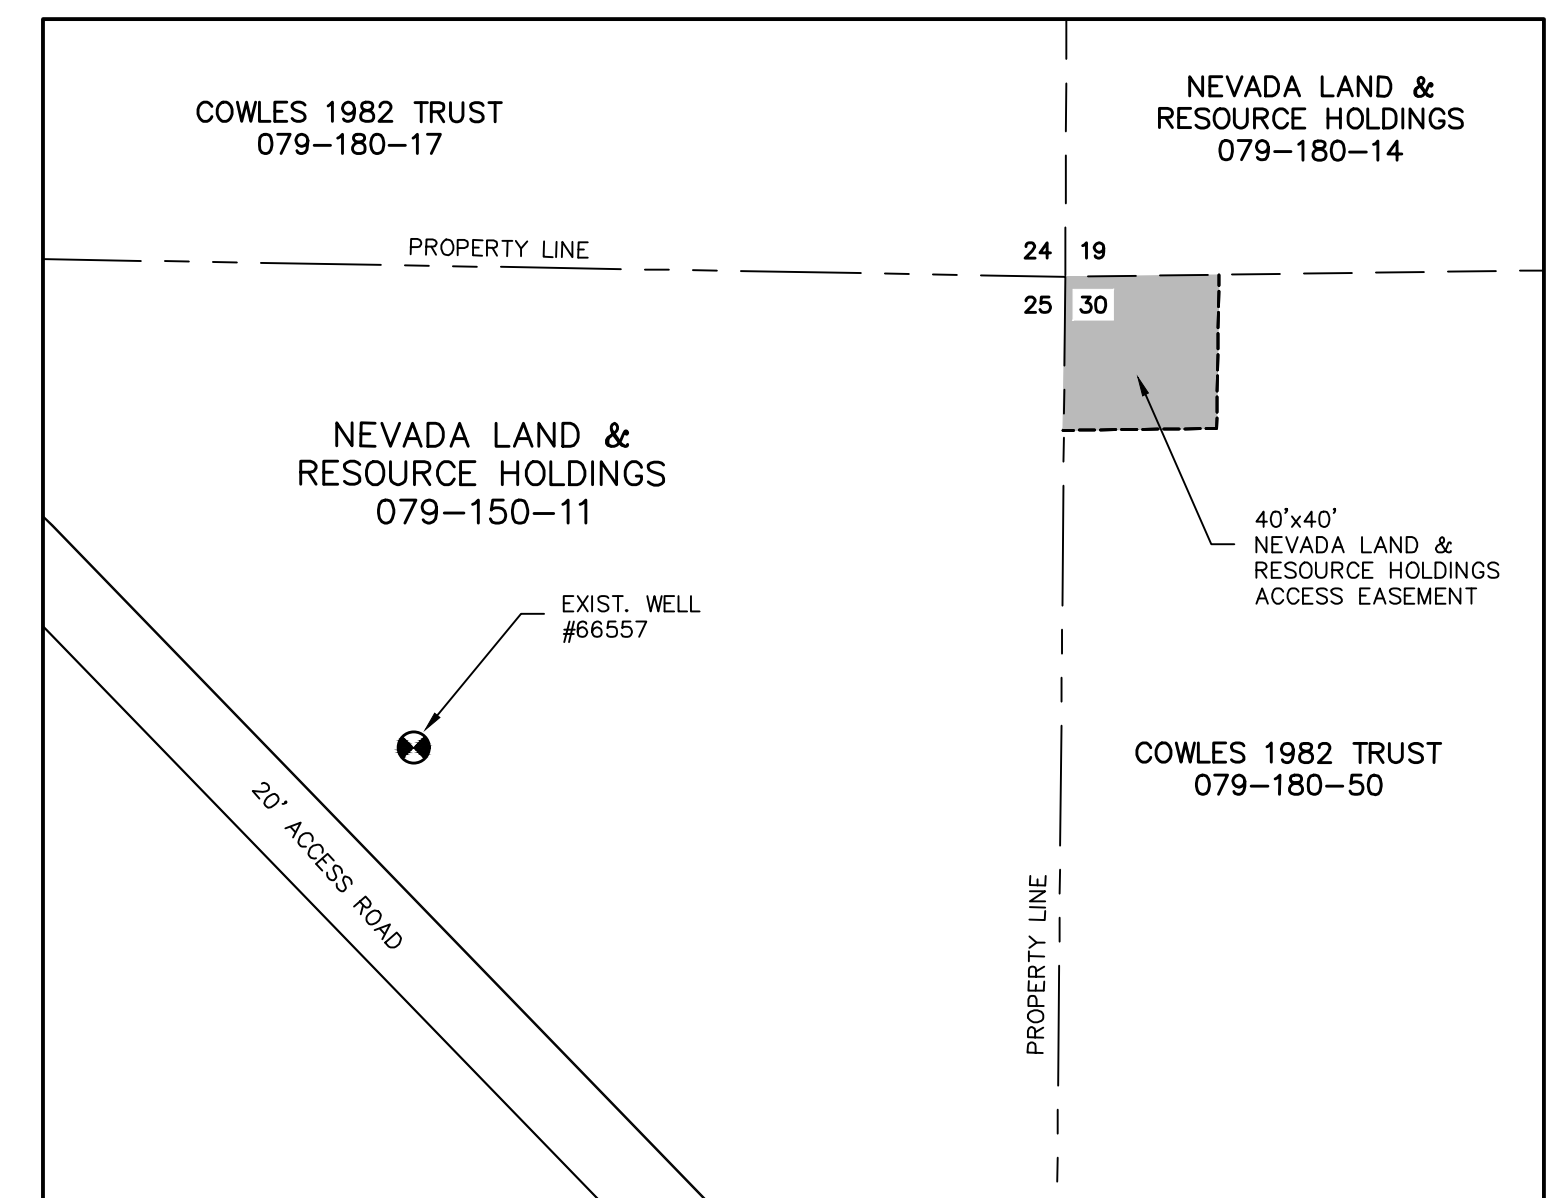 COWLES 1982 TRUST
079-180-17
NEVADA LAND &
RESOURCE HOLDINGS
079-180-14
PROPERTY LINE
24
19
25
30
NEVADA LAND &
RESOURCE HOLDINGS
079-150-11
40'x40'
NEVADA LAND &
RESOURCE HOLDINGS
ACCESS EASEMENT
EXIST. WELL
#66557
COWLES 1982 TRUST
079-180-50
20' ACCESS ROAD
PROPERTY LINE